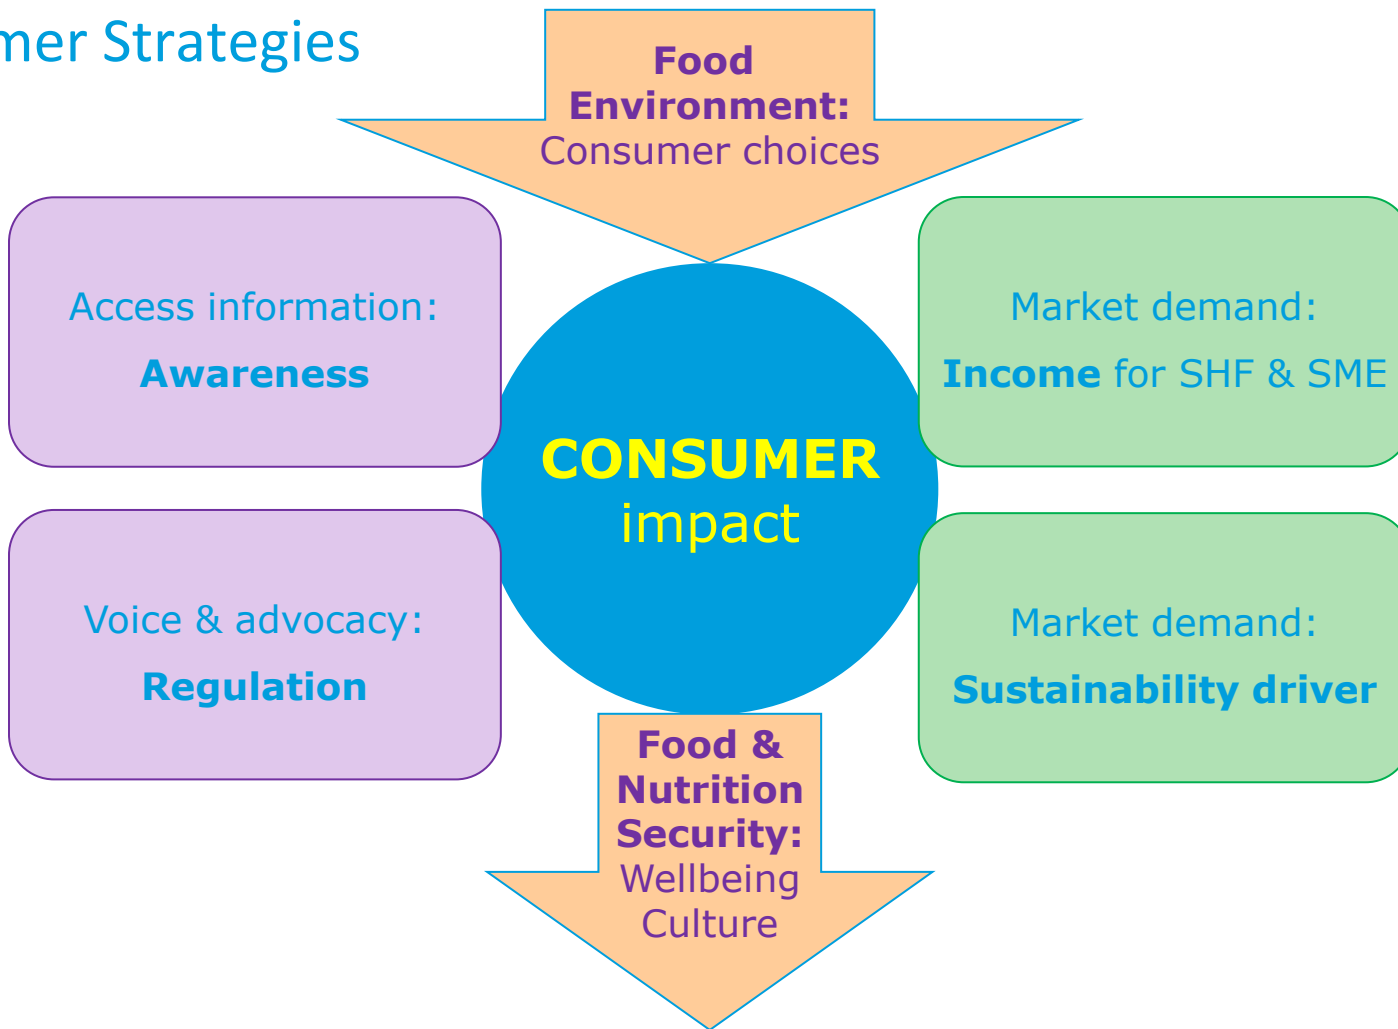 mer Strategies
Food
Environment:
Consumer choices
Access information:
Awareness
Market demand:
Income for SHF & SME
CONSUMER
impact
Voice & advocacy:
Regulation
Market demand:
Sustainability driver
Food &
Nutrition
Security:
Wellbeing
Culture